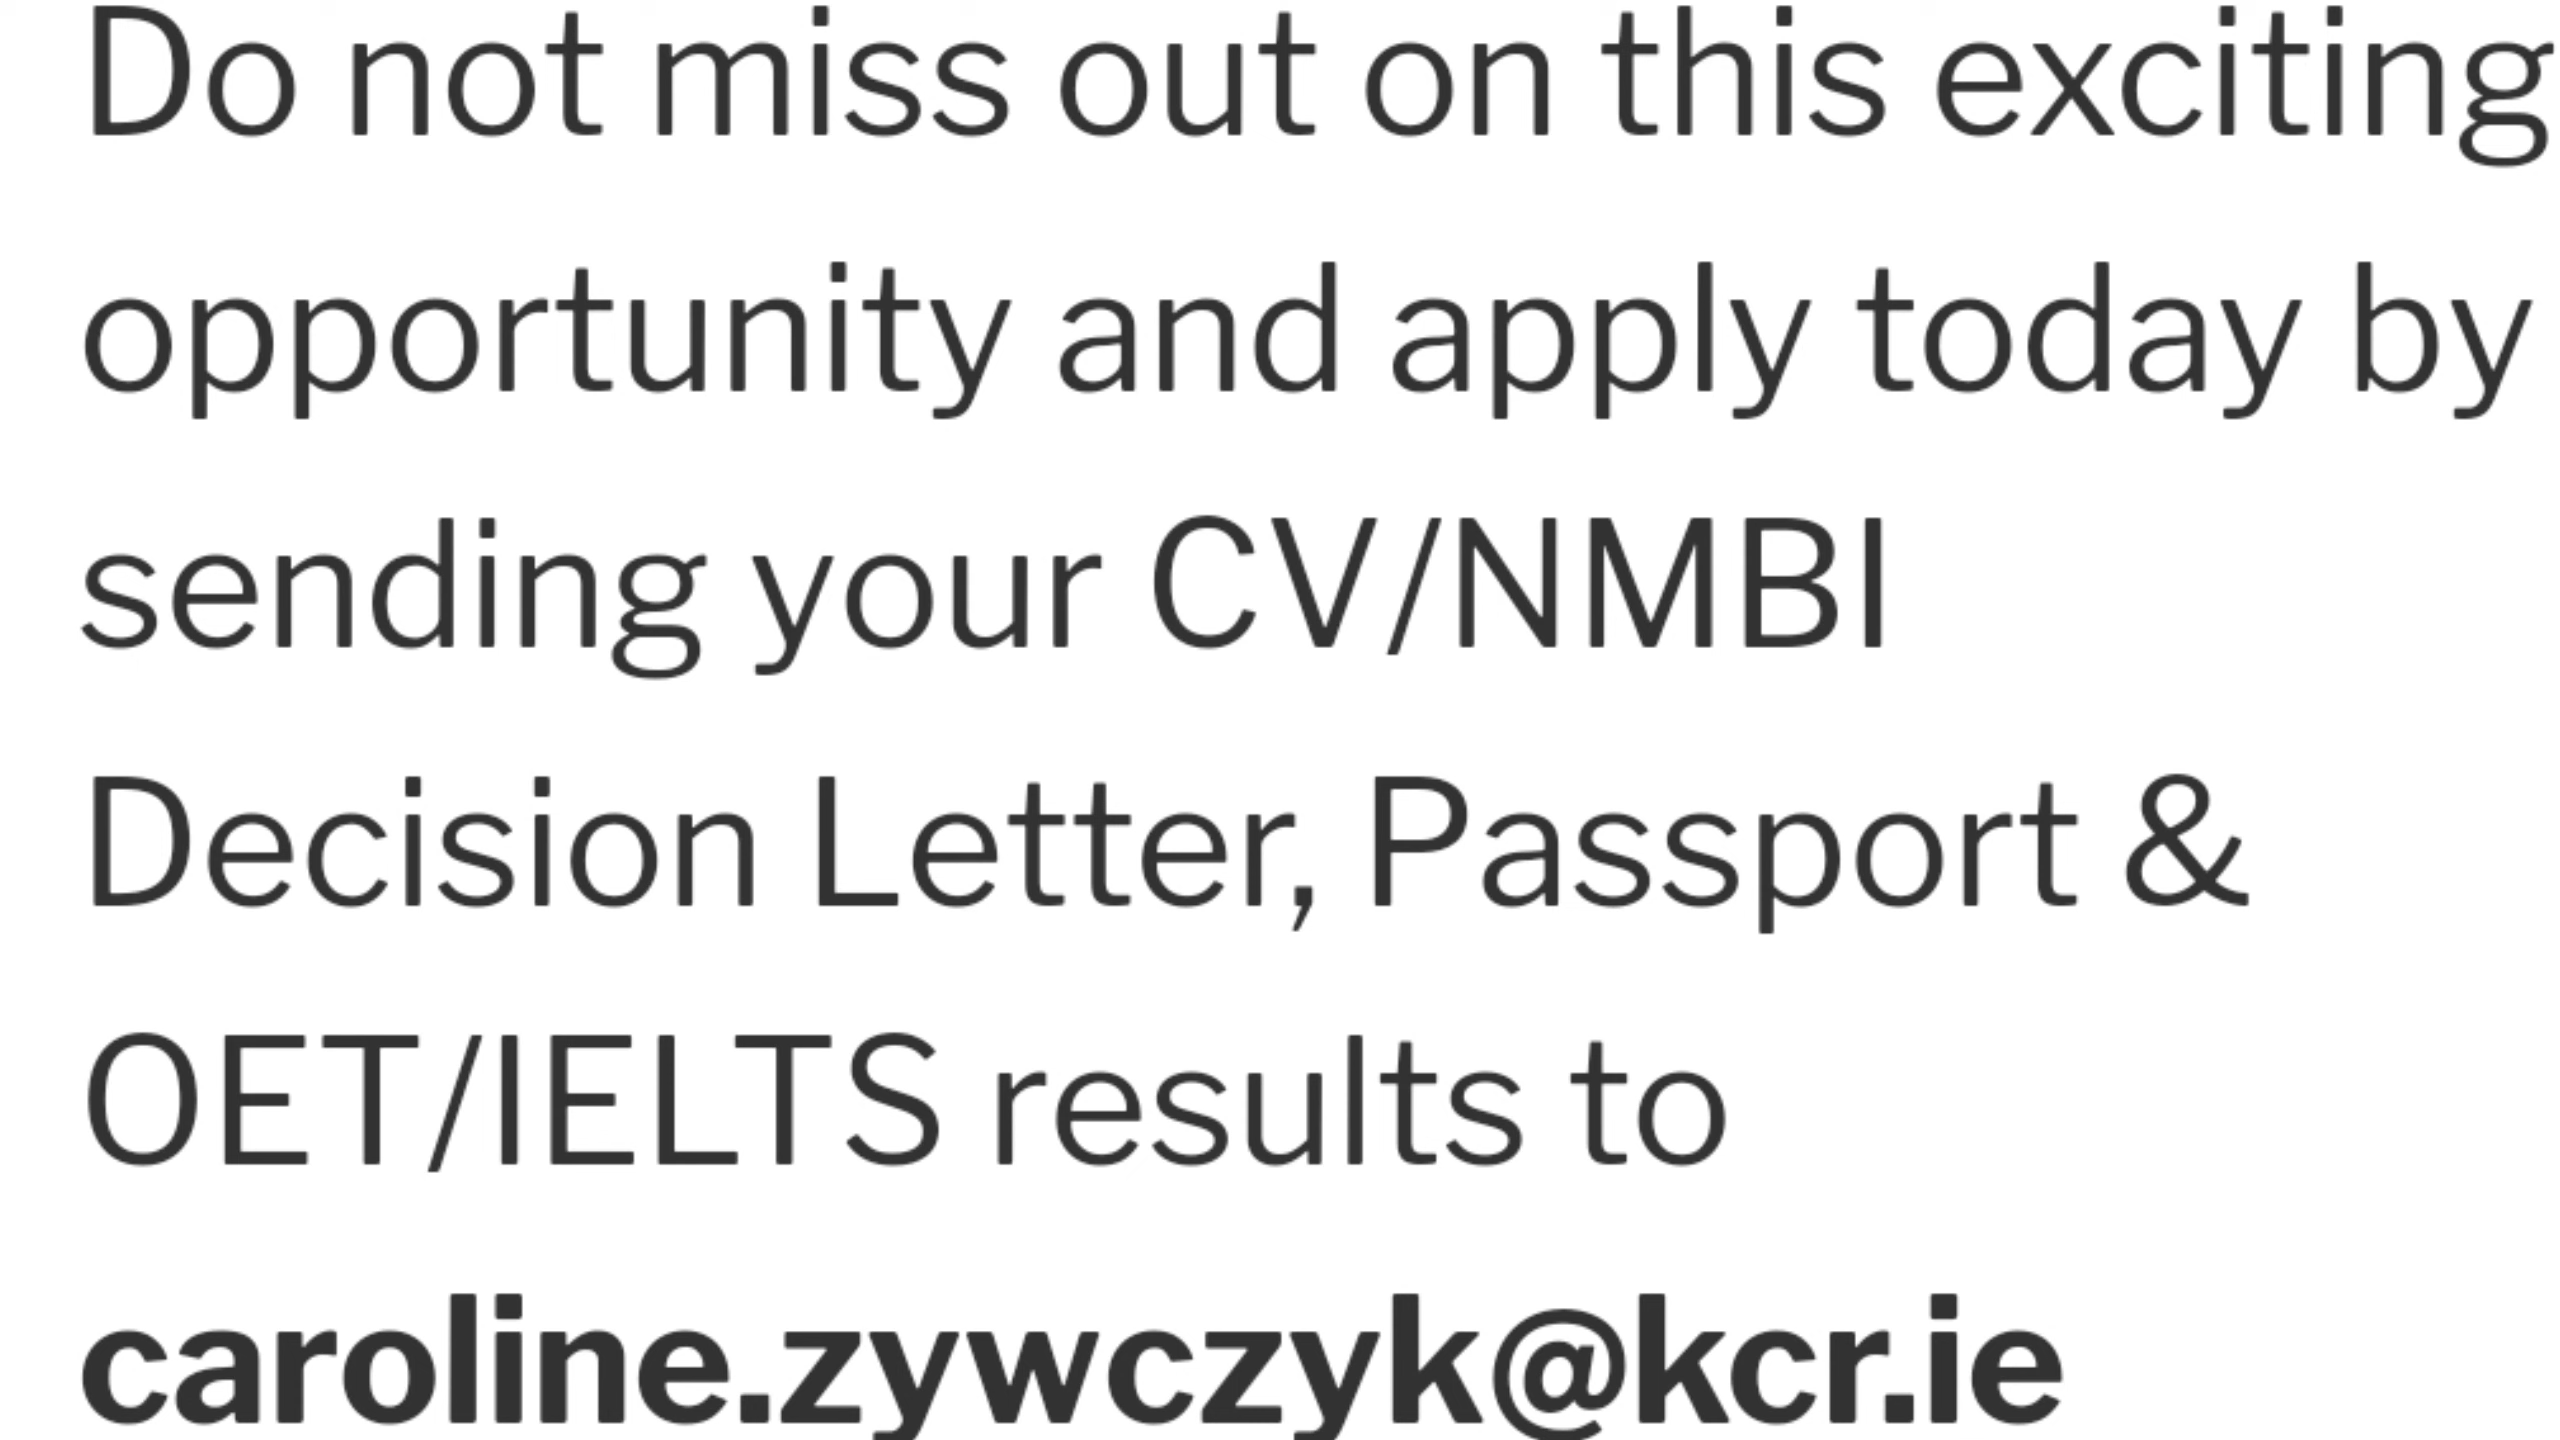 Do not miss out on this exciting
opportunity and apply today by
sending your CV/NMBI
Decision Letter, Passport &
OET/IELTS results to
caroline.zywczyk@kcr.ie